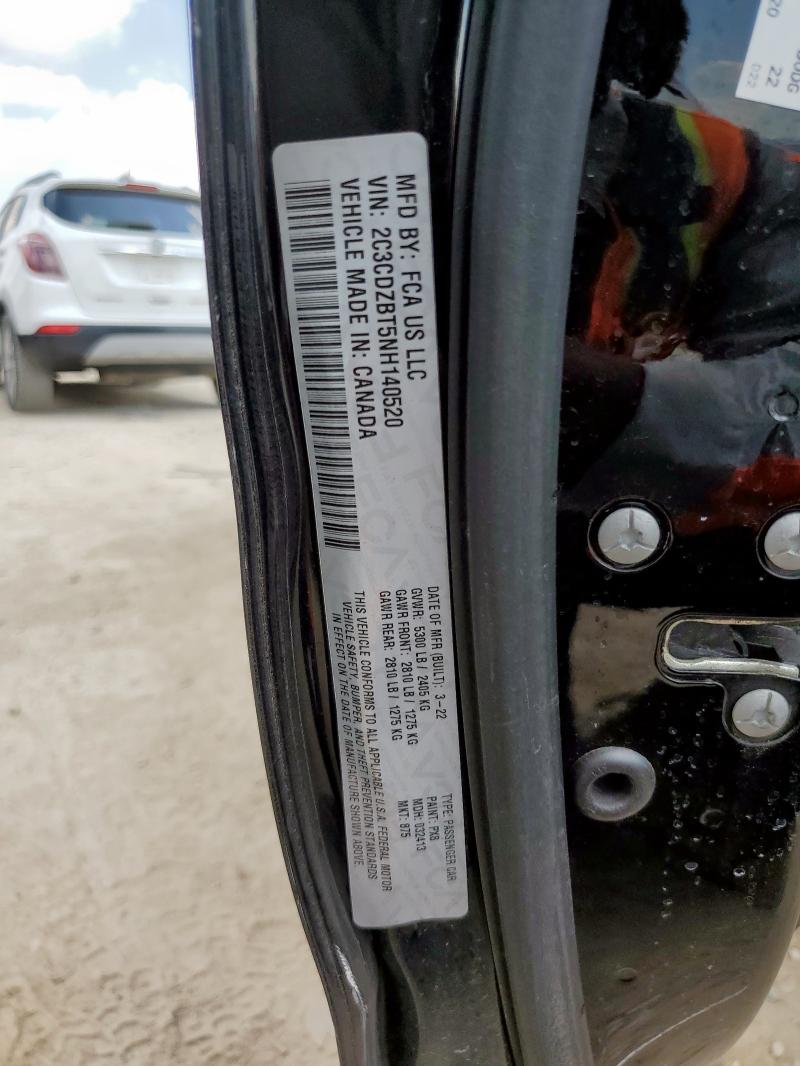 MFD BY: FCA US LLC
VIN: 2C3CDZBT5NH140520
VEHICLE MADE IN: CANADA
DATE OF MFR (BUILT): 3-22
GVWR: 5300 LB / 2405 KG
GAWR FRONT: 2810 LB / 1275 KG
GAWR REAR: 2810 LB / 1275 KG
THIS VEHICLE CONFORMS TO ALL APPLICABLE U.S.A. FEDERAL MOTOR
VEHICLE SAFETY, BUMPER, AND THEFT PREVENTION STANDARDS
IN EFFECT ON THE DATE OF MANUFACTURE SHOWN ABOVE.
TYPE: PASSENGER CAR
PAINT: PX8
MDH: 032413
MKT: 875
22
D22